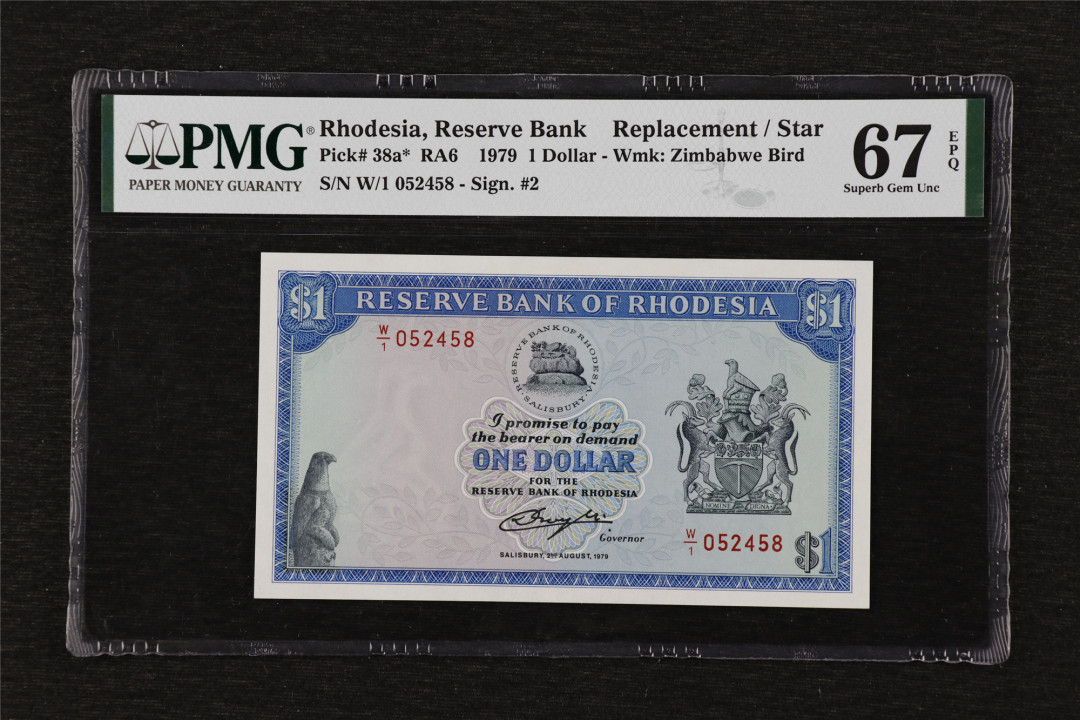 PMG® Rhodesia, Reserve Bank Replacement / Star
Pick# 38a* RA6 1979 1 Dollar - Wmk: Zimbabwe Bird
PAPER MONEY GUARANTY S/N W/1 052458 - Sign. #2
67 EPQ
Superb Gem Unc
$1 RESERVE BANK OF RHODESIA $1
W/1 052458
RESERVE BANK OF RHODESIA · SALISBURY ·
I promise to pay
the bearer on demand
ONE DOLLAR
FOR THE
RESERVE BANK OF RHODESIA
Governor
SALISBURY, 2ND AUGUST, 1979
NOMINE DIGNA
W/1 052458 $1